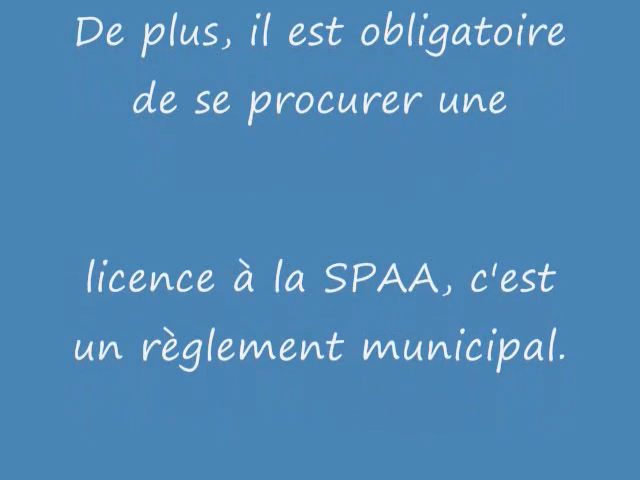 De plus, il est obligatoire
de se procurer une
licence à la SPAA, c'est
un règlement municipal.